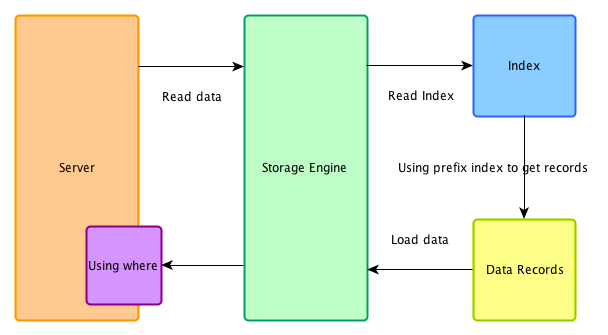 Index
Read data
Read Index
Server
Storage Engine
Using prefix index to get records
Load data
Using where
Data Records